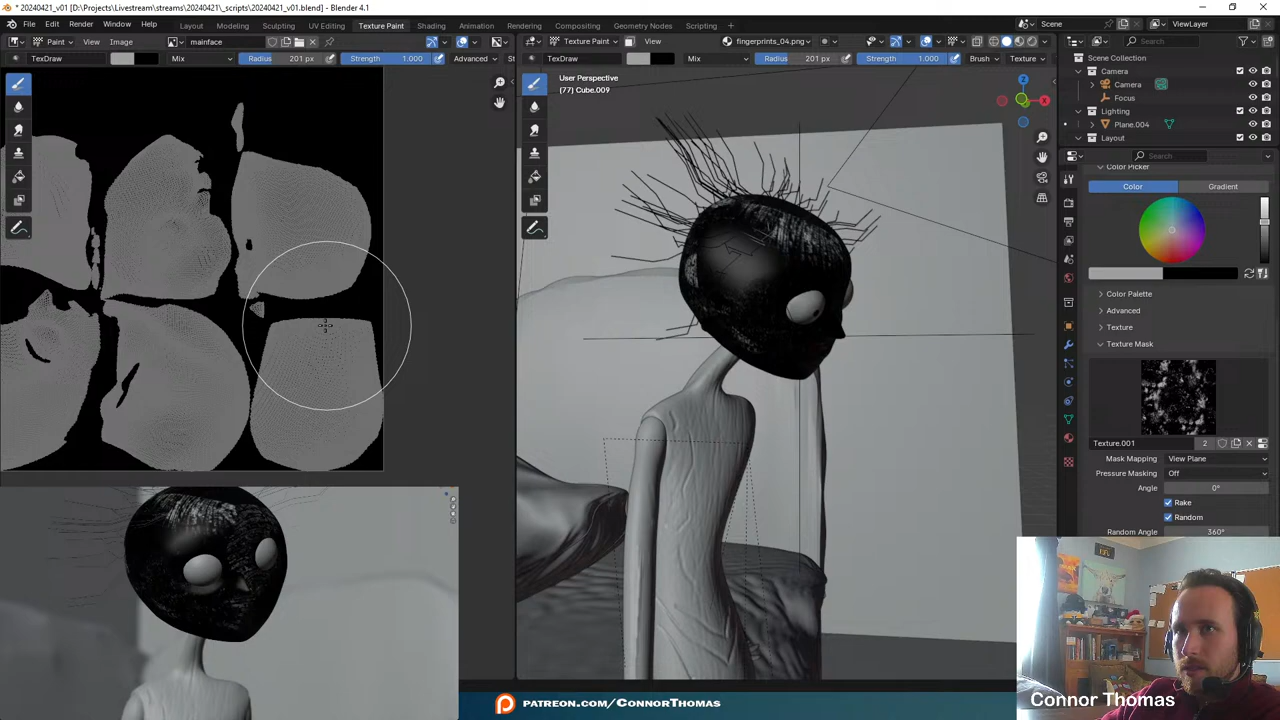 * 20240421_v01 [D:\Projects\Livestream\streams\20240421\_scripts\20240421_v01.blend] - Blender 4.1
File Edit Render Window Help Layout Modeling Sculpting UV Editing Texture Paint Shading Animation Rendering Compositing Geometry Nodes Scripting + Scene ViewLayer
Paint View Image mainface Texture Paint View fingerprints_04.png Search
TexDraw Mix Radius 201 px Strength 1.000 Advanced TexDraw Mix Radius 201 px Strength 1.000 Brush Texture
Scene Collection
Camera
Camera
Focus
Lighting
Plane.004
Layout
User Perspective
[77] Cube.009
Z
X
Search
Color Picker
Color Gradient
Color Palette
Advanced
Texture
Texture Mask
Texture.001 2
Mask Mapping View Plane
Pressure Masking Off
Angle 0°
Rake
Random
Random Angle 360°
Connor Thomas
PATREON.COM/CONNORTHOMAS